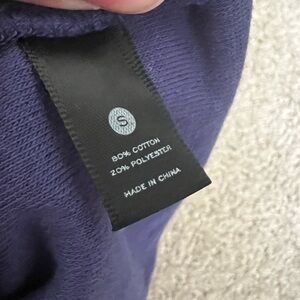 S
80% COTTON
20% POLYESTER
MADE IN CHINA